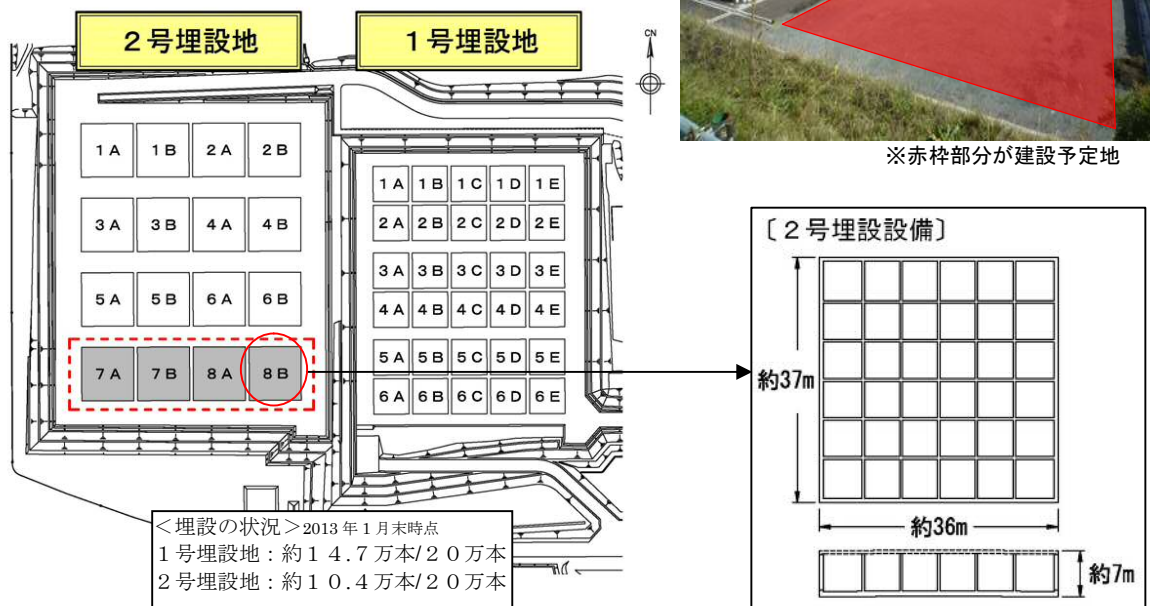 ２号埋設地
１号埋設地
CN
※赤枠部分が建設予定地
１Ａ １Ｂ ２Ａ ２Ｂ
３Ａ ３Ｂ ４Ａ ４Ｂ
５Ａ ５Ｂ ６Ａ ６Ｂ
７Ａ ７Ｂ ８Ａ ８Ｂ
１Ａ １Ｂ １Ｃ １Ｄ １Ｅ
２Ａ ２Ｂ ２Ｃ ２Ｄ ２Ｅ
３Ａ ３Ｂ ３Ｃ ３Ｄ ３Ｅ
４Ａ ４Ｂ ４Ｃ ４Ｄ ４Ｅ
５Ａ ５Ｂ ５Ｃ ５Ｄ ５Ｅ
６Ａ ６Ｂ ６Ｃ ６Ｄ ６Ｅ
〔２号埋設設備〕
約37m
約36m
約7m
＜埋設の状況＞2013年1月末時点
１号埋設地：約１４.７万本/２０万本
２号埋設地：約１０.４万本/２０万本